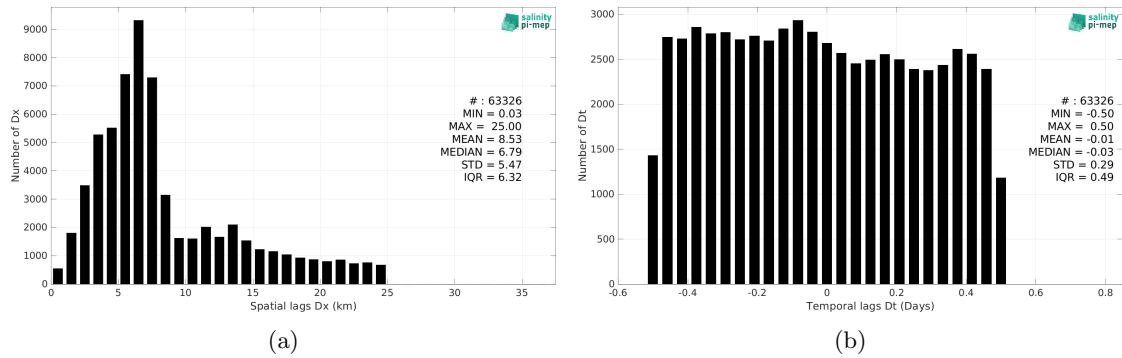 salinity
pi-mep
9000
8000
7000
6000
5000
4000
3000
2000
1000
0
Number of Dx
# : 63326
MIN = 0.03
MAX = 25.00
MEAN = 8.53
MEDIAN = 6.79
STD = 5.47
IQR = 6.32
0 5 10 15 20 25 30 35
Spatial lags Dx (km)
(a)
salinity
pi-mep
3000
2500
2000
1500
1000
500
0
Number of Dt
# : 63326
MIN = -0.50
MAX = 0.50
MEAN = -0.01
MEDIAN = -0.03
STD = 0.29
IQR = 0.49
-0.6 -0.4 -0.2 0 0.2 0.4 0.6 0.8
Temporal lags Dt (Days)
(b)